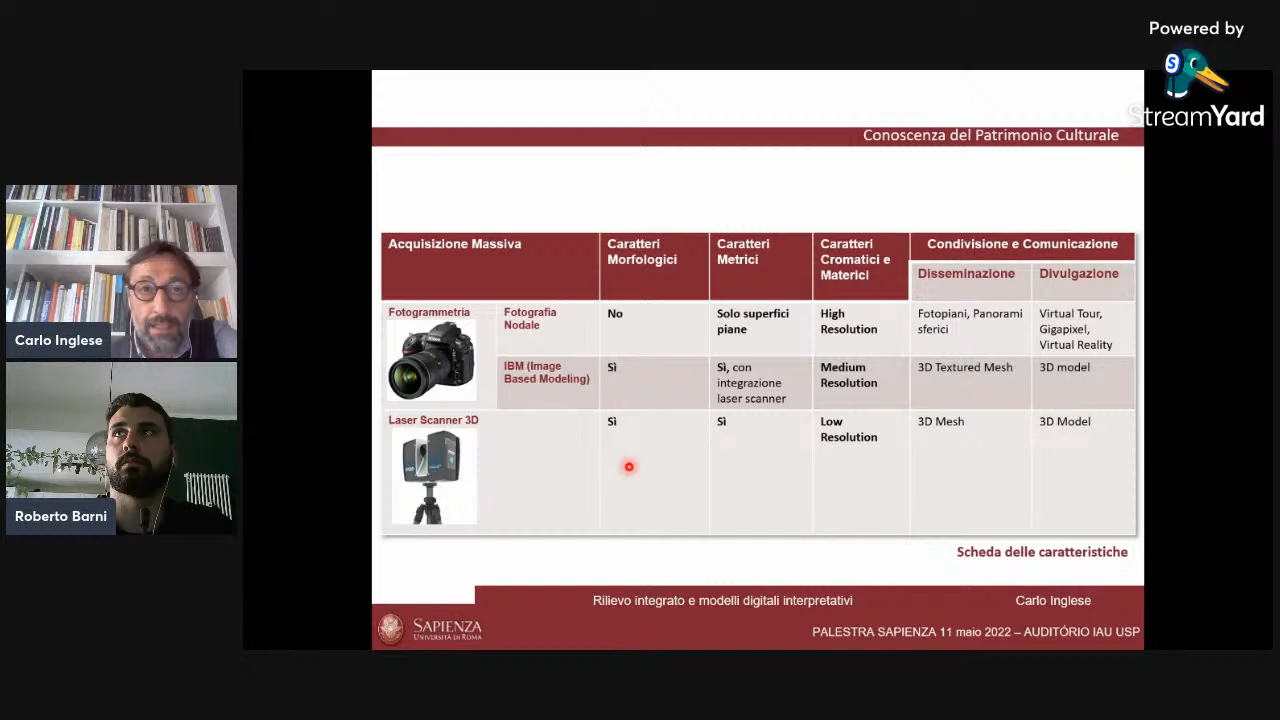 Powered by
S
StreamYard
Conoscenza del Patrimonio Culturale
Acquisizione Massiva
Caratteri
Morfologici
Caratteri
Metrici
Caratteri
Cromatici e
Materici
Condivisione e Comunicazione
Disseminazione
Divulgazione
Fotogrammetria
Fotografia
Nodale
No
Solo superfici
piane
High
Resolution
Fotopiani, Panorami
sferici
Virtual Tour,
Gigapixel,
Virtual Reality
IBM (Image
Based Modeling)
Sì
Sì, con
integrazione
laser scanner
Medium
Resolution
3D Textured Mesh
3D model
Laser Scanner 3D
Sì
Sì
Low
Resolution
3D Mesh
3D Model
Scheda delle caratteristiche
Rilievo integrato e modelli digitali interpretativi
Carlo Inglese
SAPIENZA
UNIVERSITÀ DI ROMA
PALESTRA SAPIENZA 11 maio 2022 – AUDITÓRIO IAU USP
Carlo Inglese
Roberto Barni